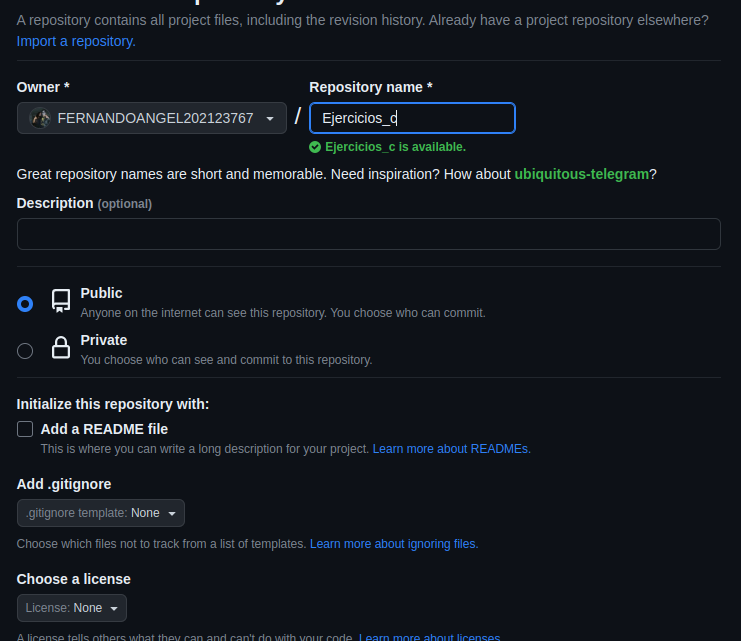 A repository contains all project files, including the revision history. Already have a project repository elsewhere?
Import a repository.
Owner *
Repository name *
FERNANDOANGEL202123767
/
Ejercicios_c
Ejercicios_c is available.
Great repository names are short and memorable. Need inspiration? How about ubiquitous-telegram?
Description (optional)
Public
Anyone on the internet can see this repository. You choose who can commit.
Private
You choose who can see and commit to this repository.
Initialize this repository with:
Add a README file
This is where you can write a long description for your project. Learn more about READMEs.
Add .gitignore
.gitignore template: None
Choose which files not to track from a list of templates. Learn more about ignoring files.
Choose a license
License: None
A license tells others what they can and can't do with your code. Learn more about licenses.